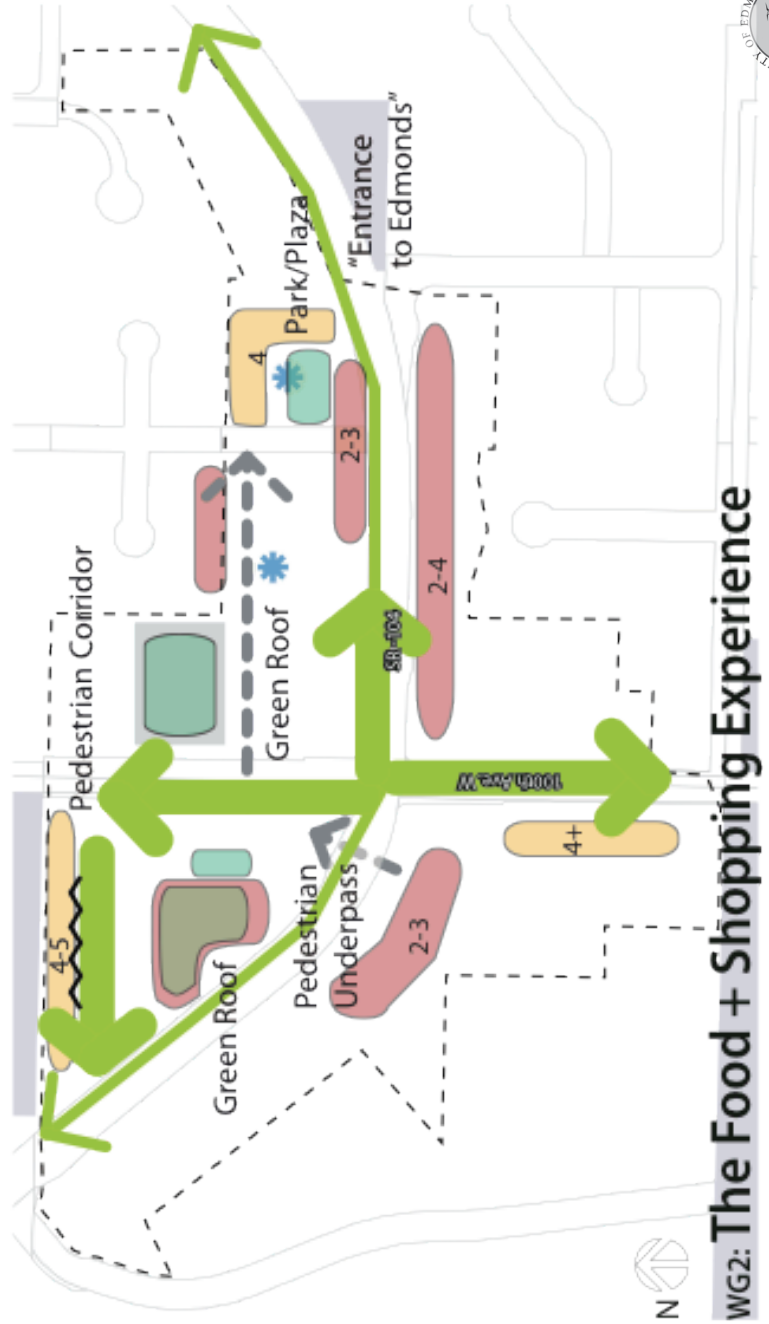 4-5
Pedestrian Corridor
Green Roof
4
Green Roof
Park/Plaza
Pedestrian
Underpass
2-3
"Entrance
to Edmonds"
SR-104
2-3
2-4
100th Ave. W
4+
N
WG2: The Food + Shopping Experience